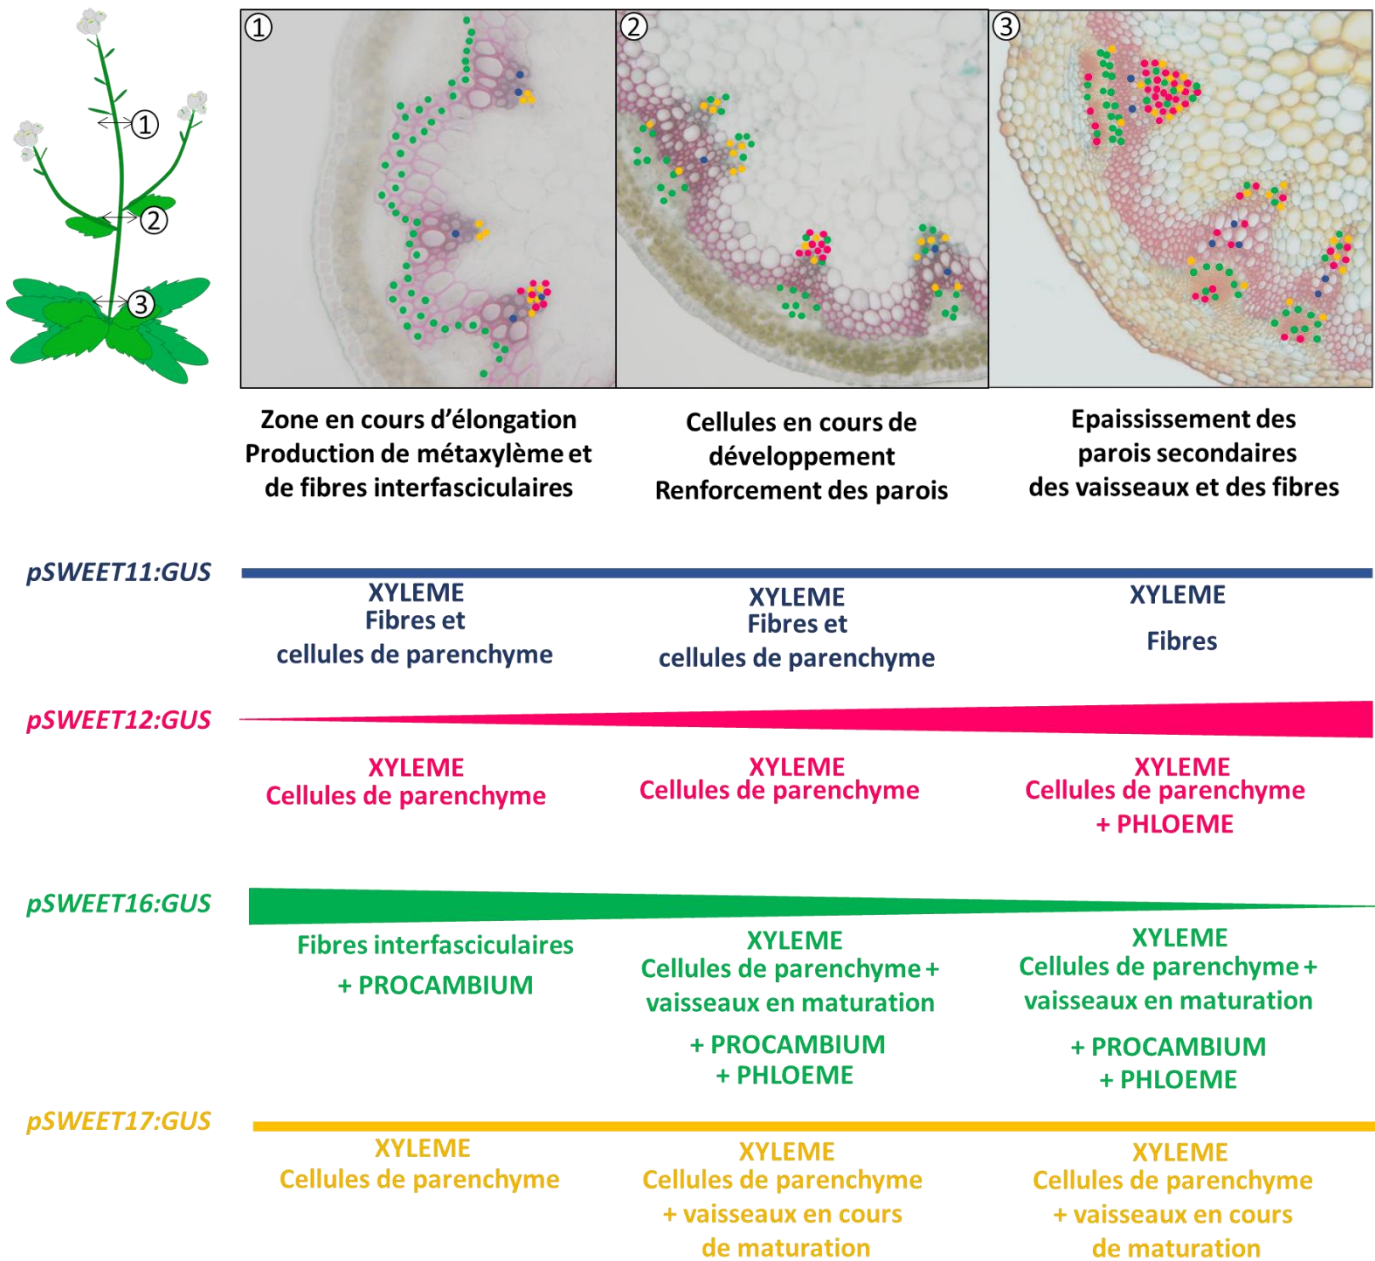 1
2
3
1
2
3
Zone en cours d'élongation
Production de métaxylème et
de fibres interfasciculaires
Cellules en cours de
développement
Renforcement des parois
Epaississement des
parois secondaires
des vaisseaux et des fibres
pSWEET11:GUS
XYLEME
Fibres et
cellules de parenchyme
XYLEME
Fibres et
cellules de parenchyme
XYLEME
Fibres
pSWEET12:GUS
XYLEME
Cellules de parenchyme
XYLEME
Cellules de parenchyme
XYLEME
Cellules de parenchyme
+ PHLOEME
pSWEET16:GUS
Fibres interfasciculaires
+ PROCAMBIUM
XYLEME
Cellules de parenchyme +
vaisseaux en maturation
+ PROCAMBIUM
+ PHLOEME
XYLEME
Cellules de parenchyme +
vaisseaux en maturation
+ PROCAMBIUM
+ PHLOEME
pSWEET17:GUS
XYLEME
Cellules de parenchyme
XYLEME
Cellules de parenchyme
+ vaisseaux en cours
de maturation
XYLEME
Cellules de parenchyme
+ vaisseaux en cours
de maturation